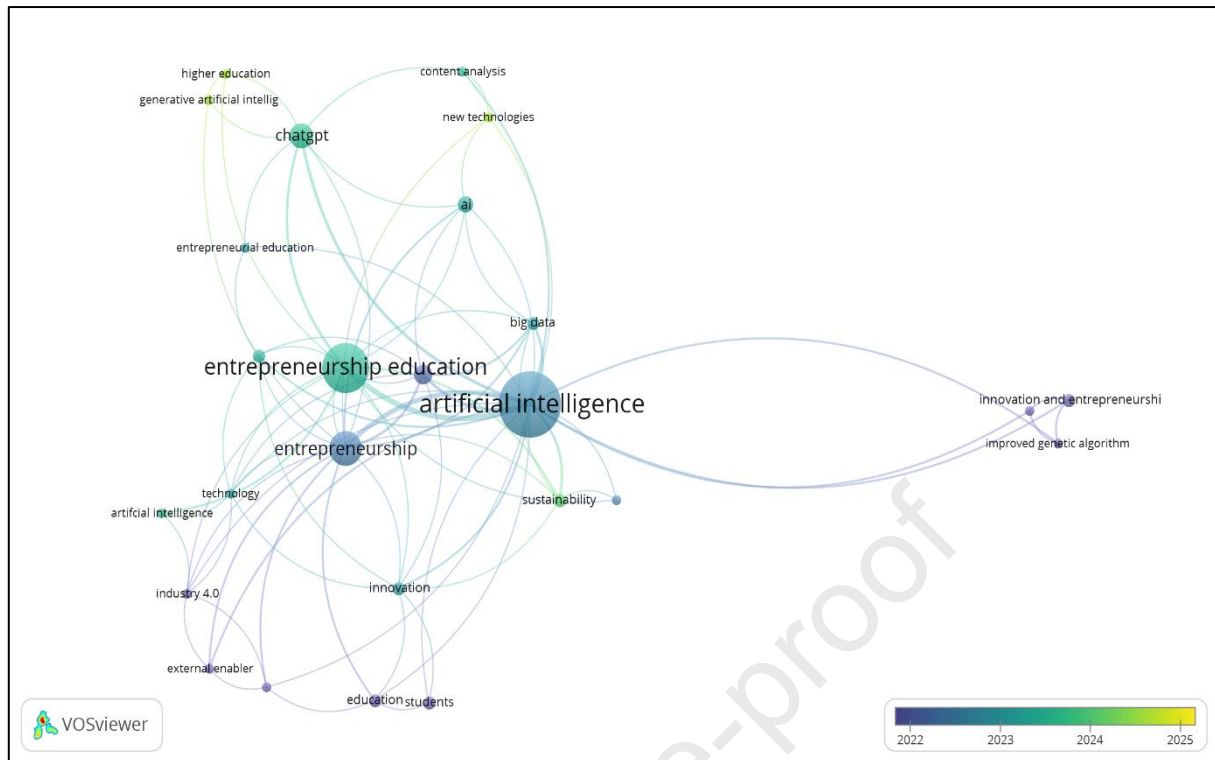 higher education
content analysis
generative artificial intellig
new technologies
chatgpt
ai
entrepreneurial education
big data
entrepreneurship education
artificial intelligence
innovation and entrepreneurshi
improved genetic algorithm
entrepreneurship
technology
sustainability
artifcial intelligence
innovation
industry 4.0
external enabler
education
students
VOSviewer
2022
2023
2024
2025
e-proof